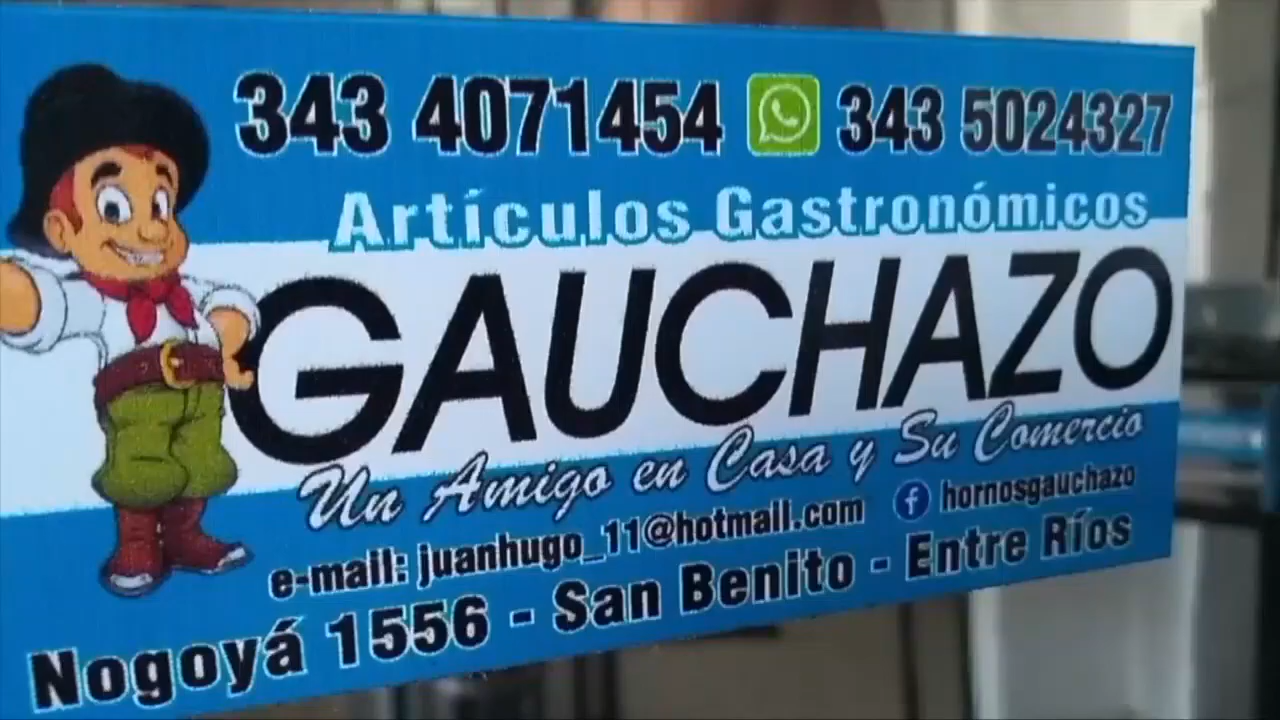 343 4071454 343 5024327
Artículos Gastronómicos
GAUCHAZO
Un Amigo en Casa y Su Comercio
e-mail: juanhugo_11@hotmail.com hornosgauchazo
Nogoyá 1556 - San Benito - Entre Ríos